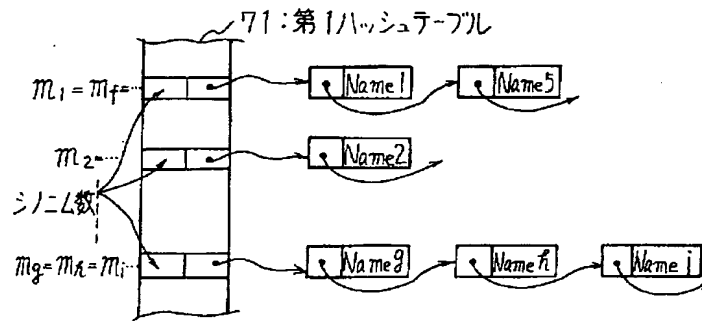 71:第1ハッシュテーブル
m1=mf=… Name1 Name5
m2=… Name2
シノニム数
mg=mh=mi… Nameg Nameh Namei